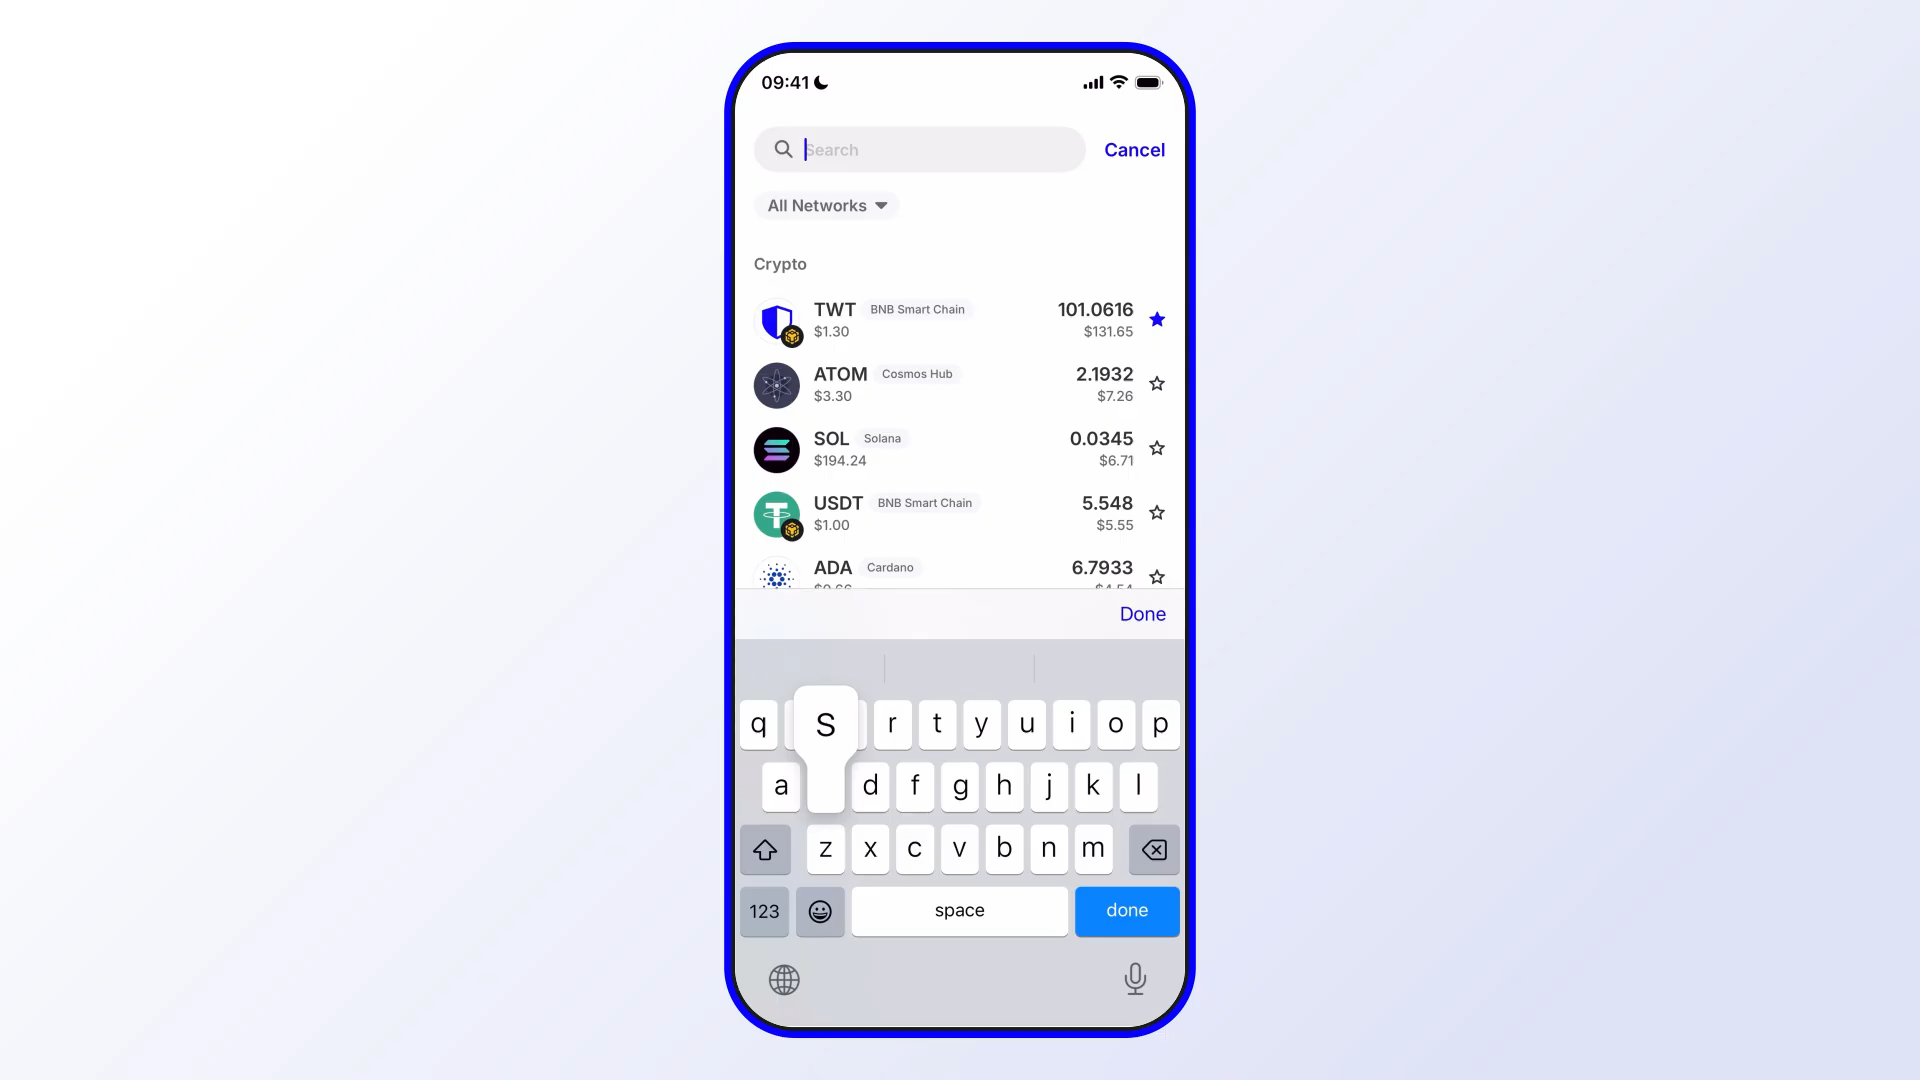 09:41
Search
Cancel
All Networks
Crypto
TWT BNB Smart Chain 101.0616
$1.30 $131.65
ATOM Cosmos Hub 2.1932
$3.30 $7.26
SOL Solana 0.0345
$194.24 $6.71
USDT BNB Smart Chain 5.548
$1.00 $5.55
ADA Cardano 6.7933
Done
q r t y u i o p
S
a d f g h j k l
z x c v b n m
123 space done